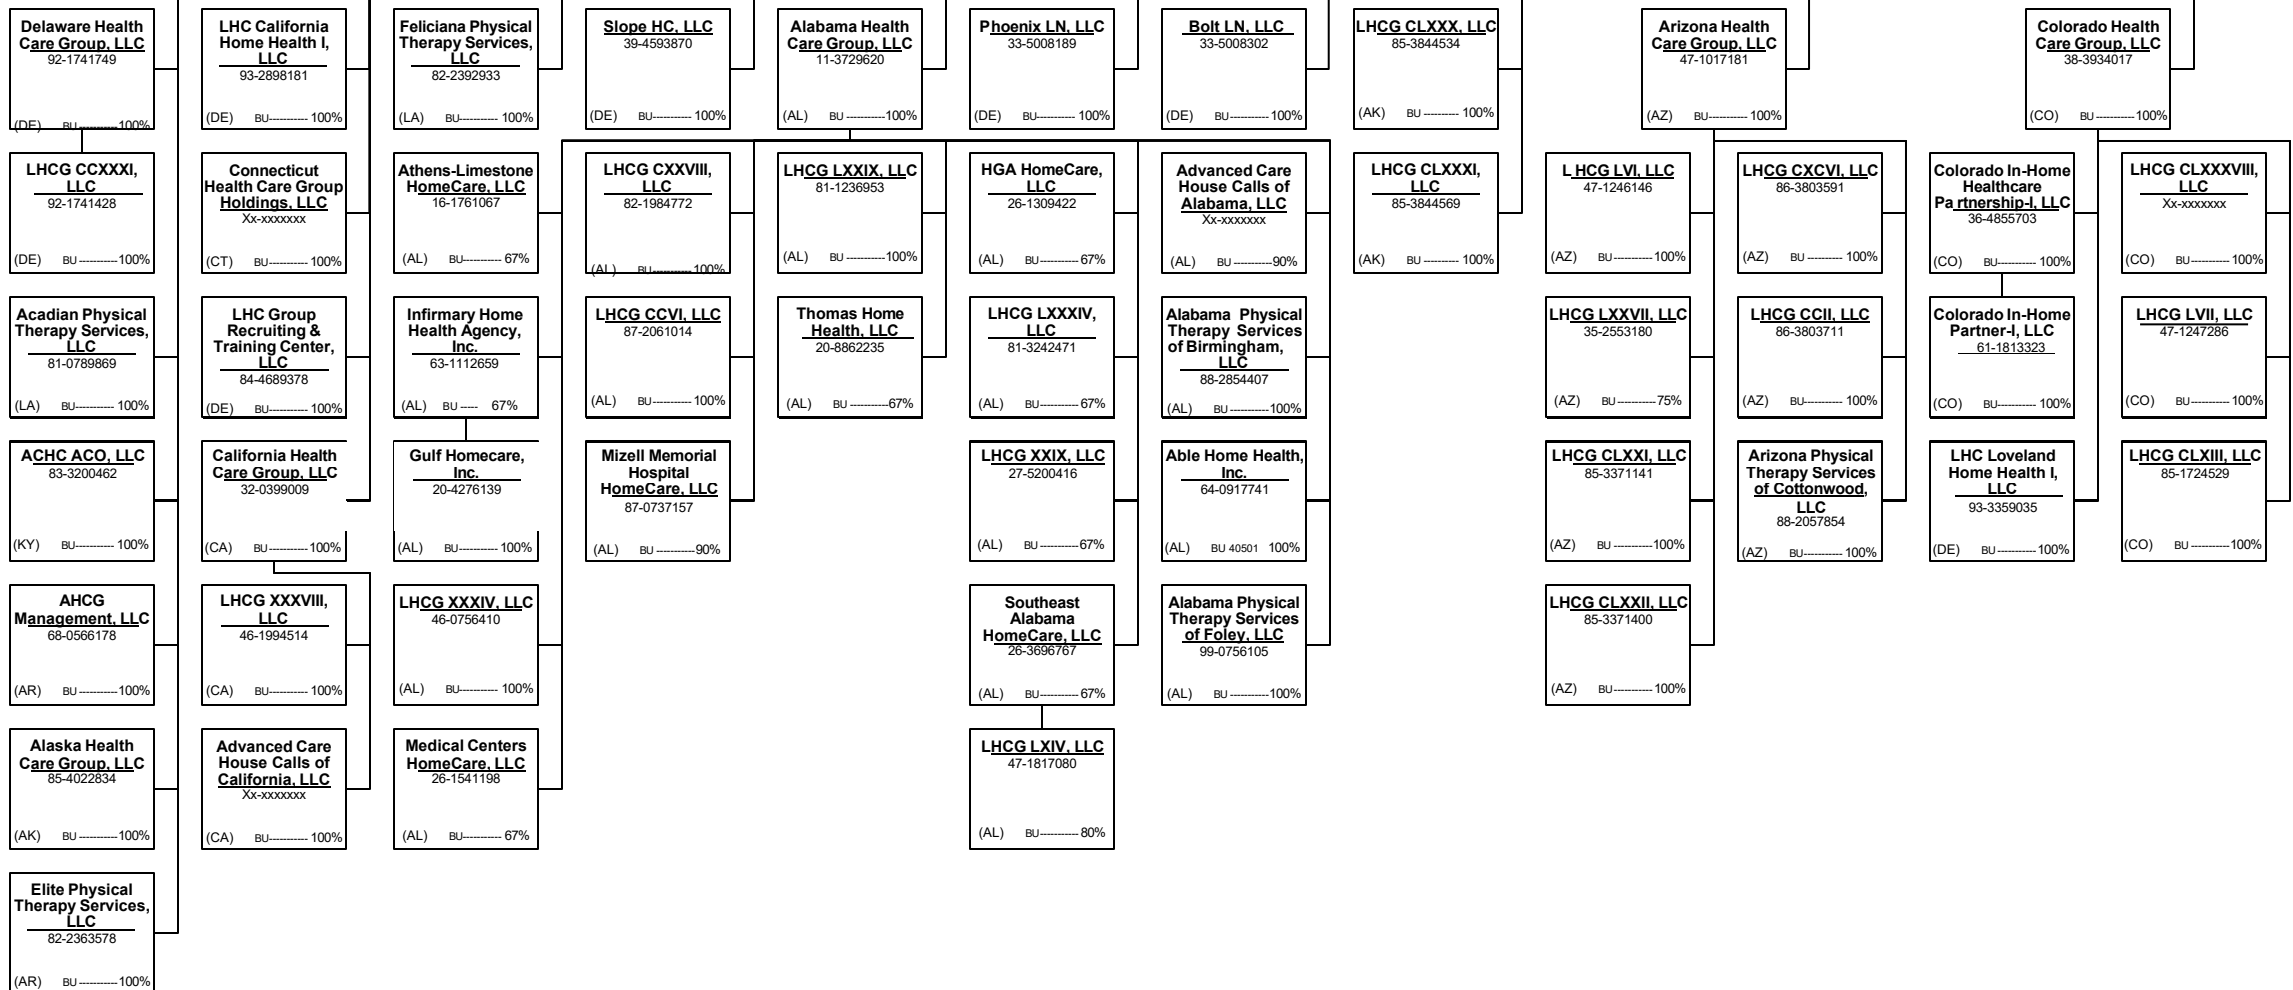 Delaware Health
Care Group, LLC
92-1741749
(DE) BU-----------100%
LHC California
Home Health I,
LLC
93-2898181
(DE) BU----------- 100%
Feliciana Physical
Therapy Services,
LLC
82-2392933
(LA) BU----------- 100%
Slope HC, LLC
39-4593870
(DE) BU----------- 100%
Alabama Health
Care Group, LLC
11-3729620
(AL) BU -----------100%
Phoenix LN, LLC
33-5008189
(DE) BU-----------100%
Bolt LN, LLC
33-5008302
(DE) BU-----------100%
LHCG CLXXX, LLC
85-3844534
(AK) BU ----------- 100%
Arizona Health
Care Group, LLC
47-1017181
(AZ) BU----------- 100%
Colorado Health
Care Group, LLC
38-3934017
(CO) BU -----------100%
LHCG CCXXXI,
LLC
92-1741428
(DE) BU -----------100%
Connecticut
Health Care Group
Holdings, LLC
Xx-xxxxxxx
(CT) BU----------- 100%
Athens-Limestone
HomeCare, LLC
16-1761067
(AL) BU----------- 67%
LHCG CXXVIII,
LLC
82-1984772
(AL) BU-----------100%
LHCG LXXIX, LLC
81-1236953
(AL) BU -----------100%
HGA HomeCare,
LLC
26-1309422
(AL) BU -----------67%
Advanced Care
House Calls of
Alabama, LLC
Xx-xxxxxxx
(AL) BU -----------90%
LHCG CLXXXI,
LLC
85-3844569
(AK) BU----------- 100%
LHCG LVI, LLC
47-1246146
(AZ) BU -----------100%
LHCG CXCVI, LLC
86-3803591
(AZ) BU ----------- 100%
Colorado In-Home
Healthcare
Partnership-I, LLC
36-4855703
(CO) BU----------- 100%
LHCG CLXXXVIII,
LLC
Xx-xxxxxxx
(CO) BU----------- 100%
Acadian Physical
Therapy Services,
LLC
81-0789869
(LA) BU----------- 100%
LHC Group
Recruiting &
Training Center,
LLC
84-4689378
(DE) BU-----------100%
Infirmary Home
Health Agency,
Inc.
63-1112659
(AL) BU ----- 67%
LHCG CCVI, LLC
87-2061014
(AL) BU----------- 100%
Thomas Home
Health, LLC
20-8862235
(AL) BU -----------67%
LHCG LXXXIV,
LLC
81-3242471
(AL) BU -----------67%
Alabama Physical
Therapy Services
of Birmingham,
LLC
88-2854407
(AL) BU -----------100%
LHCG LXXVII, LLC
35-2553180
(AZ) BU -----------75%
LHCG CCII, LLC
86-3803711
(AZ) BU ----------- 100%
Colorado In-Home
Partner-I, LLC
61-1813323
(CO) BU----------- 100%
LHCG LVII, LLC
47-1247286
(CO) BU----------- 100%
ACHC ACO, LLC
83-3200462
(KY) BU----------- 100%
California Health
Care Group, LLC
32-0399009
(CA) BU -----------100%
Gulf Homecare,
Inc.
20-4276139
(AL) BU----------- 100%
Mizell Memorial
Hospital
HomeCare, LLC
87-0737157
(AL) BU -----------90%
LHCG XXIX, LLC
27-5200416
(AL) BU -----------67%
Able Home Health,
Inc.
64-0917741
(AL) BU 40501 100%
LHCG CLXXI, LLC
85-3371141
(AZ) BU -----------100%
Arizona Physical
Therapy Services
of Cottonwood,
LLC
88-2057854
(AZ) BU----------- 100%
LHC Loveland
Home Health I,
LLC
93-3359035
(DE) BU-----------100%
LHCG CLXIII, LLC
85-1724529
(CO) BU-----------100%
AHCG
Management, LLC
68-0566178
(AR) BU -----------100%
LHCG XXXVIII,
LLC
46-1994514
(CA) BU----------- 100%
LHCG XXXIV, LLC
46-0756410
(AL) BU ----------- 100%
Southeast
Alabama
HomeCare, LLC
26-3696767
(AL) BU----------- 67%
Alabama Physical
Therapy Services
of Foley, LLC
99-0756105
(AL) BU -----------100%
LHCG CLXXII, LLC
85-3371400
(AZ) BU -----------100%
Alaska Health
Care Group, LLC
85-4022834
(AK) BU -----------100%
Advanced Care
House Calls of
California, LLC
Xx-xxxxxxx
(CA) BU----------- 100%
Medical Centers
HomeCare, LLC
26-1541198
(AL) BU----------- 67%
LHCG LXIV, LLC
47-1817080
(AL) BU----------- 80%
Elite Physical
Therapy Services,
LLC
82-2363578
(AR) BU----------- 100%